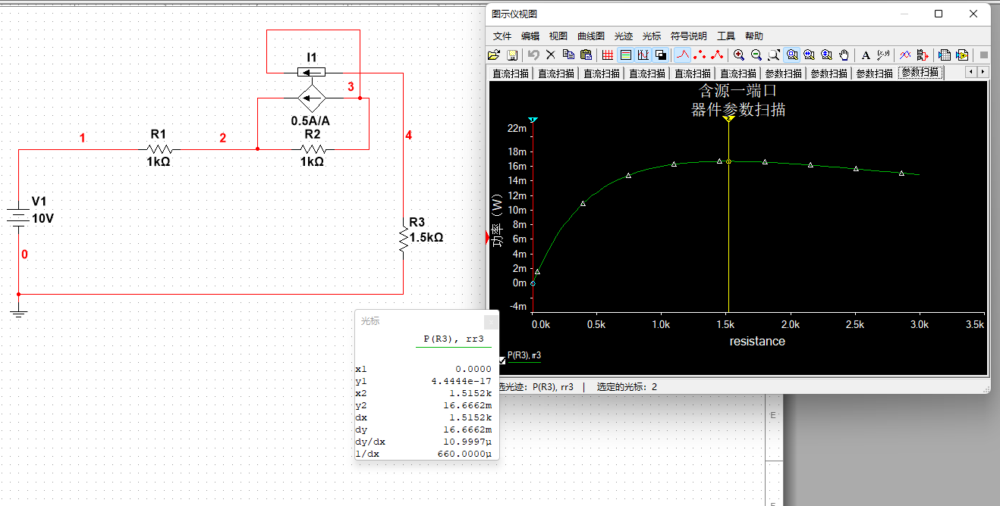 I1
3
0.5A/A
1
R1
2
R2
4
1kΩ
1kΩ
V1
10V
R3
1.5kΩ
0
图示仪视图
文件 编辑 视图 曲线图 光迹 光标 符号说明 工具 帮助
直流扫描 直流扫描 直流扫描 直流扫描 直流扫描 直流扫描 参数扫描 参数扫描 参数扫描 参数扫描
含源一端口
器件参数扫描
1
2
22m
18m
16m
14m
12m
10m
8m
6m
4m
2m
0m
-4m
功率（W）
0.0k 0.5k 1.0k 1.5k 2.0k 2.5k 3.0k 3.5k
resistance
P(R3), rr3
选光迹：P(R3), rr3 | 选定的光标：2
光标
P(R3), rr3
x1 0.0000
y1 4.4444e-17
x2 1.5152k
y2 16.6662m
dx 1.5152k
dy 16.6662m
dy/dx 10.9997µ
1/dx 660.0000µ
E